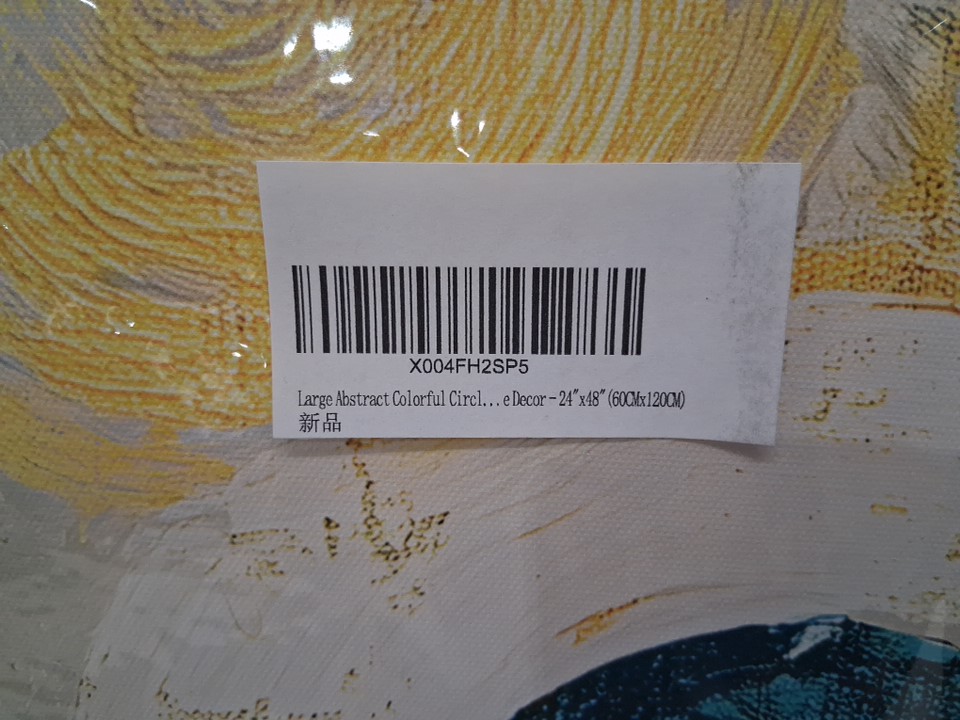 X004FH2SP5
Large Abstract Colorful Circl...e Decor - 24"x48"(60CMx120CM)
新品